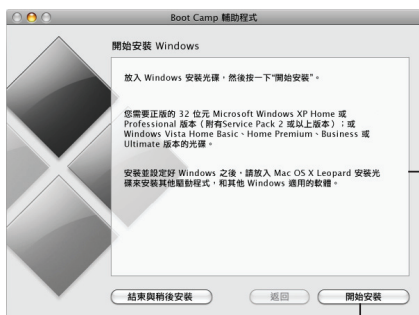 Boot Camp 輔助程式
開始安裝 Windows
放入 Windows 安裝光碟，然後按一下“開始安裝”。
您需要正版的 32 位元 Microsoft Windows XP Home 或
Professional 版本（附有Service Pack 2 或以上版本）；或
Windows Vista Home Basic、Home Premium、Business 或
Ultimate 版本的光碟。
安裝並設定好 Windows 之後，請放入 Mac OS X Leopard 安裝光
碟來安裝其他驅動程式，和其他 Windows 適用的軟體。
結束與稍後安裝
返回
開始安裝